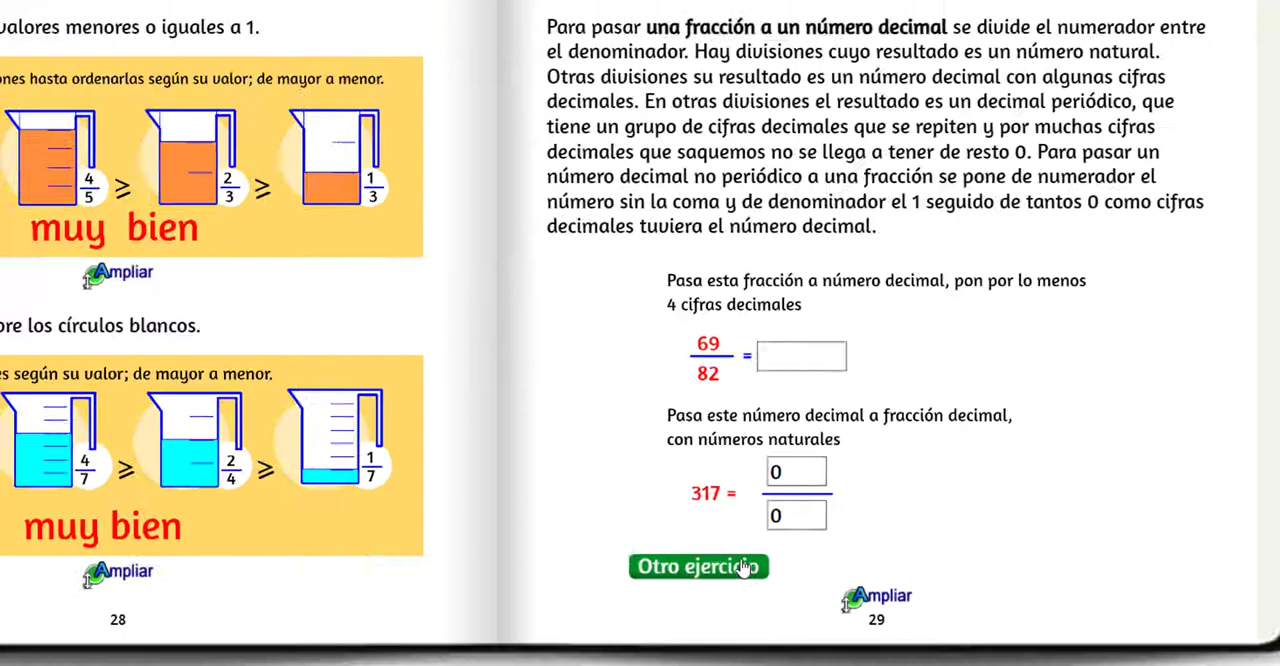 valores menores o iguales a 1.
ones hasta ordenarlas según su valor; de mayor a menor.
4/5 ≥ 2/3 ≥ 1/3
muy bien
Ampliar
bre los círculos blancos.
es según su valor; de mayor a menor.
4/7 ≥ 2/4 ≥ 1/7
muy bien
Ampliar
28
Para pasar una fracción a un número decimal se divide el numerador entre
el denominador. Hay divisiones cuyo resultado es un número natural.
Otras divisiones su resultado es un número decimal con algunas cifras
decimales. En otras divisiones el resultado es un decimal periódico, que
tiene un grupo de cifras decimales que se repiten y por muchas cifras
decimales que saquemos no se llega a tener de resto 0. Para pasar un
número decimal no periódico a una fracción se pone de numerador el
número sin la coma y de denominador el 1 seguido de tantos 0 como cifras
decimales tuviera el número decimal.
Pasa esta fracción a número decimal, pon por lo menos
4 cifras decimales
69/82 =
Pasa este número decimal a fracción decimal,
con números naturales
317 = 0/0
Otro ejercicio
Ampliar
29